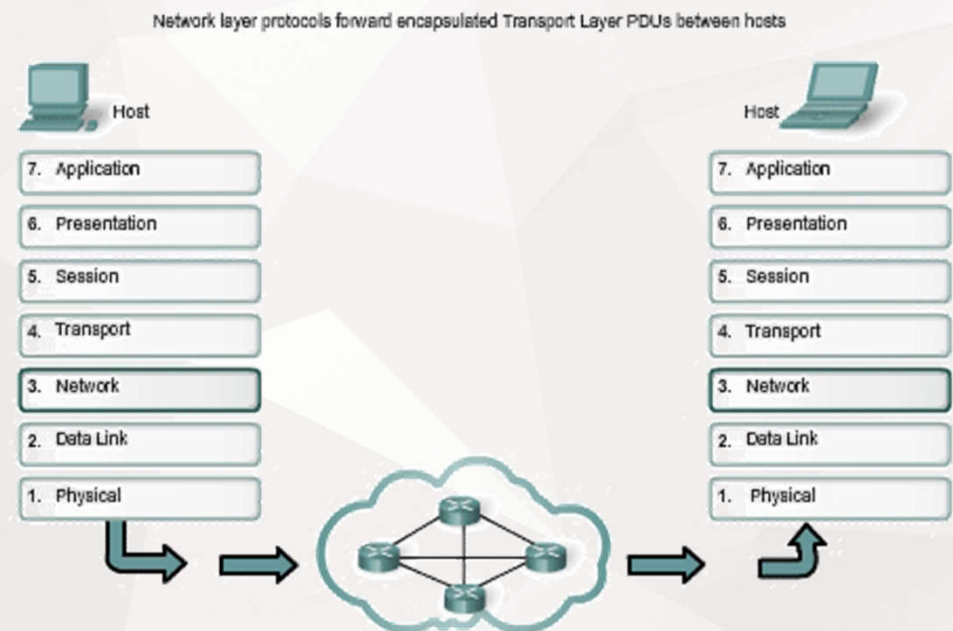 Network layer protocols forward encapsulated Transport Layer PDUs between hosts
Host
7. Application
6. Presentation
5. Session
4. Transport
3. Network
2. Data Link
1. Physical
Host
7. Application
6. Presentation
5. Session
4. Transport
3. Network
2. Data Link
1. Physical